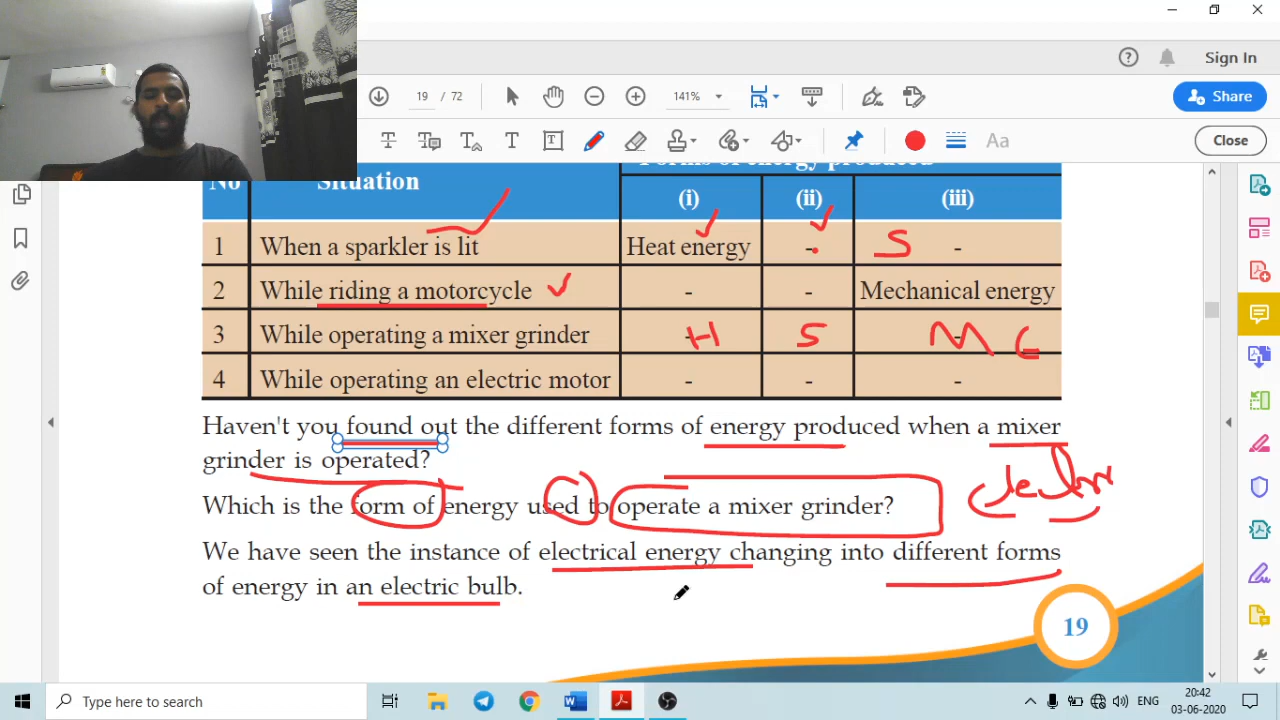 Sign In
19 / 72
141%
Share
T
T
T
T
Aa
Close
Forms of energy produced
No Situation (i) (ii) (iii)
1 When a sparkler is lit Heat energy - - S
2 While riding a motorcycle - - Mechanical energy
3 While operating a mixer grinder - H S M E -
4 While operating an electric motor - - -
Haven't you found out the different forms of energy produced when a mixer
grinder is operated?
Which is the form of energy used to operate a mixer grinder?
We have seen the instance of electrical energy changing into different forms
of energy in an electric bulb.
19
Type here to search
ENG
20:42
03-06-2020